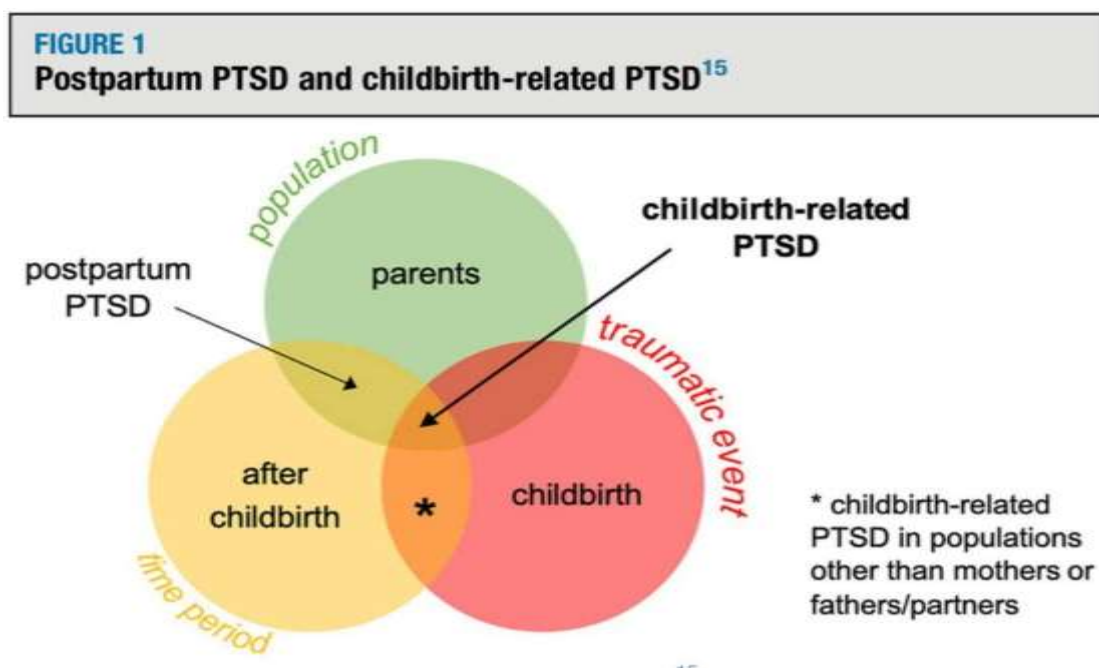 FIGURE 1
Postpartum PTSD and childbirth-related PTSD15
population
childbirth-related
PTSD
parents
postpartum
PTSD
traumatic event
after
childbirth
*
childbirth
* childbirth-related
PTSD in populations
other than mothers or
fathers/partners
time period
15